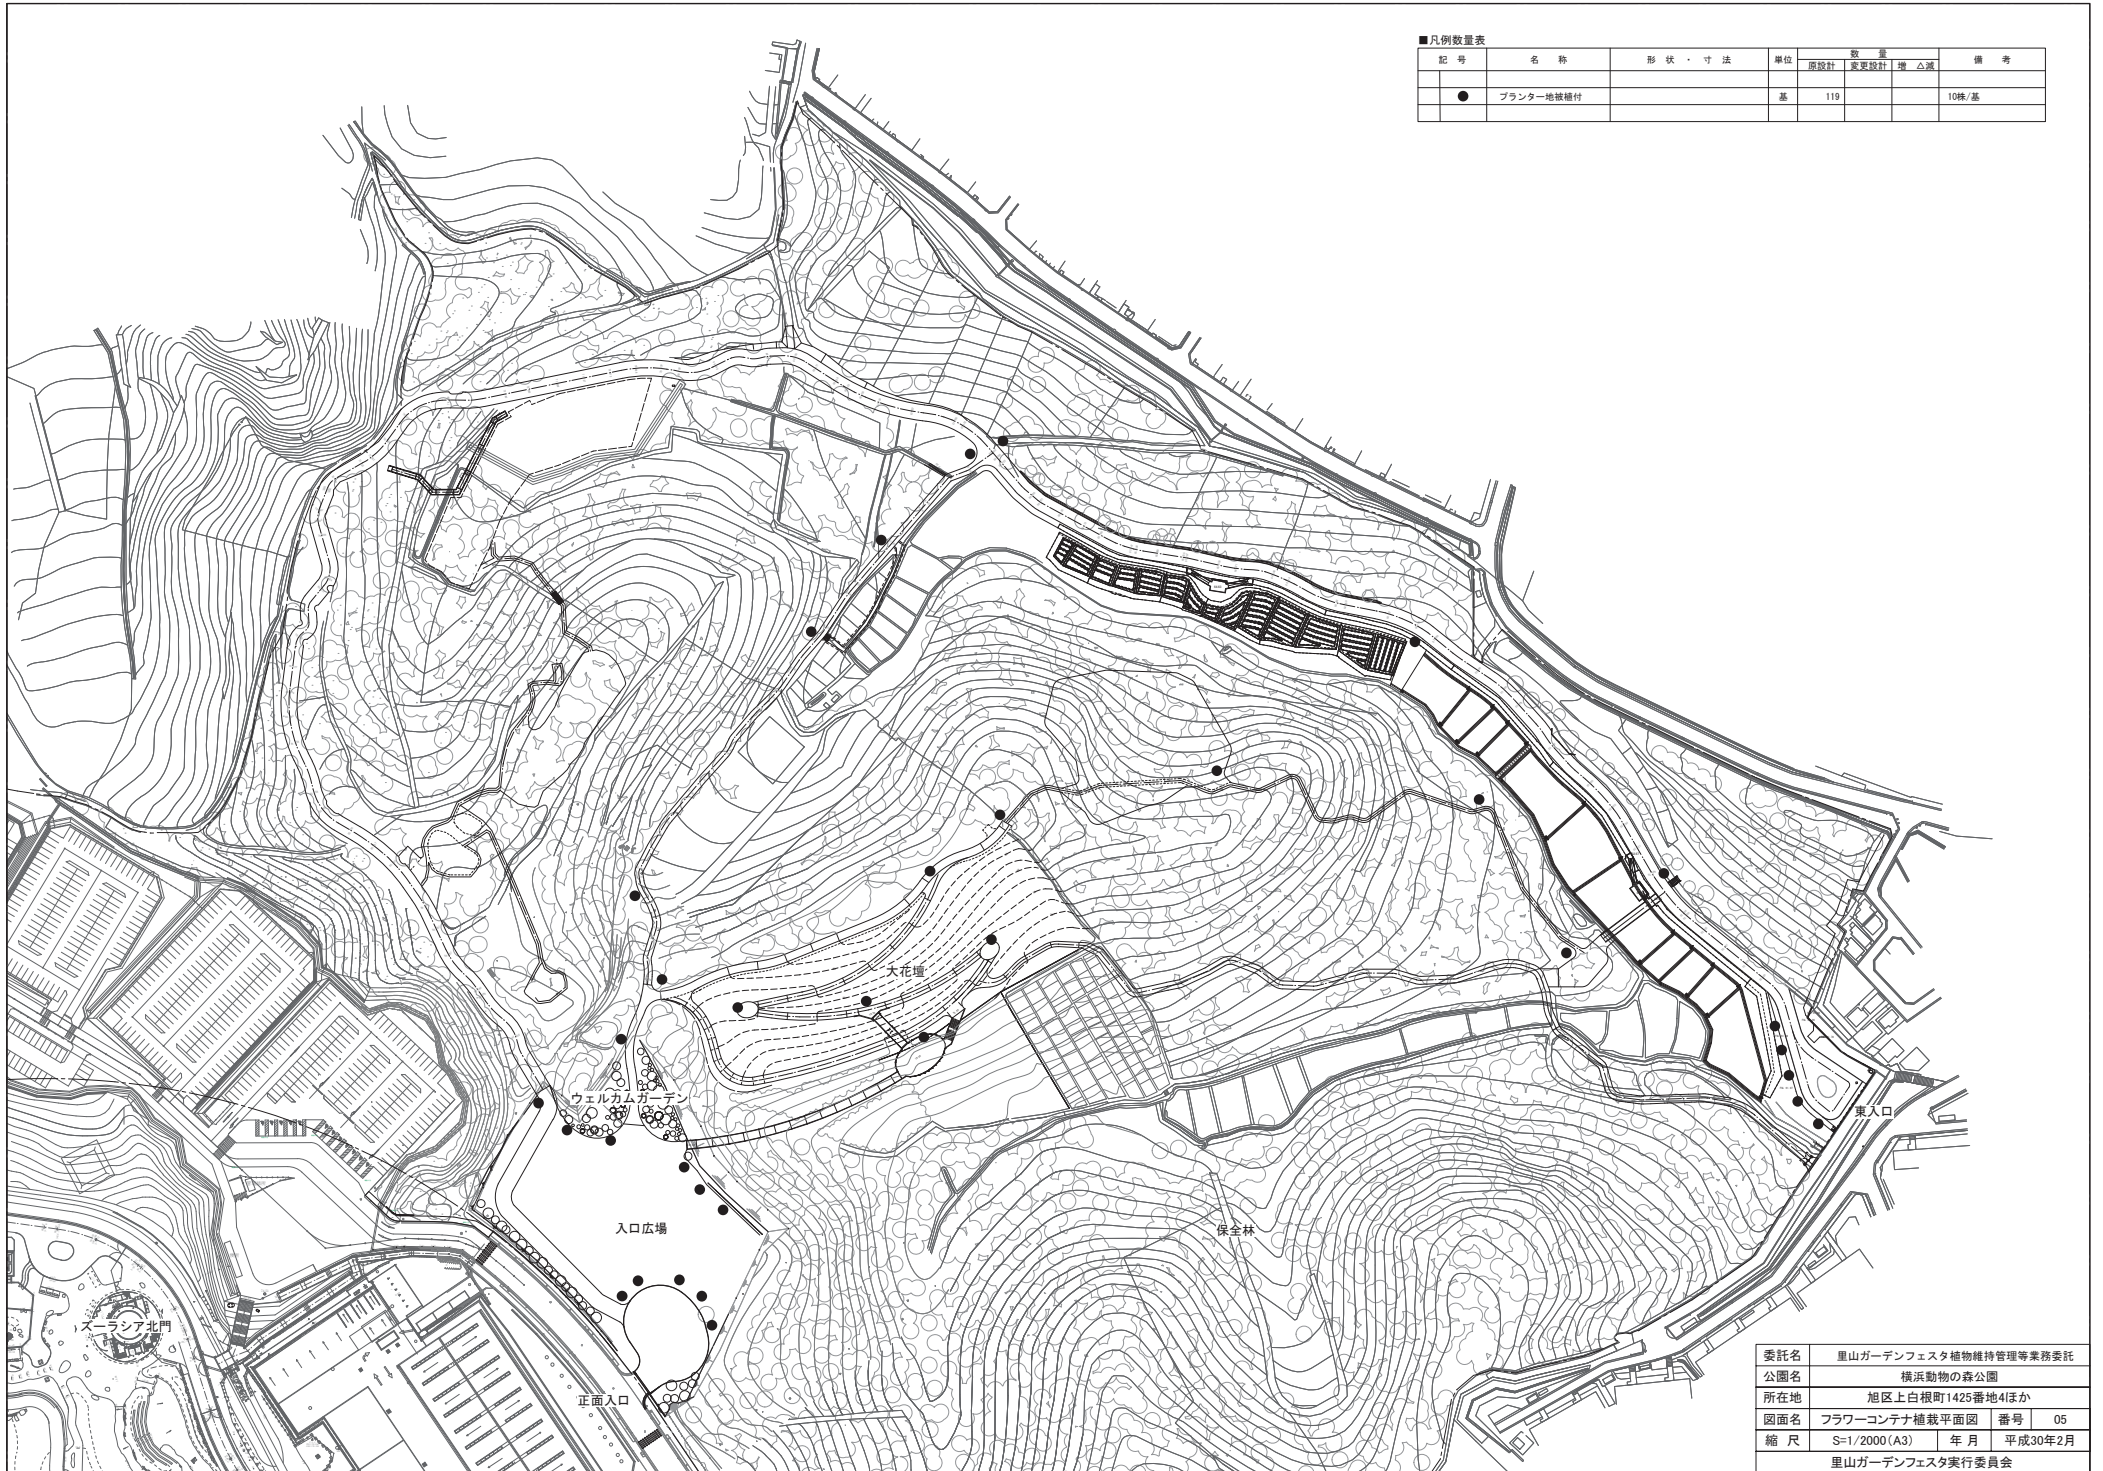 ■凡例数量表
記 号 名 称 形 状 ・ 寸 法 単位 数 量 備 考
原設計 変更設計 増 △減
● プランター地被植付 基 119 10株/基
大花壇
ウェルカムガーデン
東入口
入口広場
保全林
ズーラシア北門
正面入口
委託名 里山ガーデンフェスタ植物維持管理等業務委託
公園名 横浜動物の森公園
所在地 旭区上白根町1425番地4ほか
図面名 フラワーコンテナ植栽平面図 番号 05
縮 尺 S=1/2000(A3) 年 月 平成30年2月
里山ガーデンフェスタ実行委員会